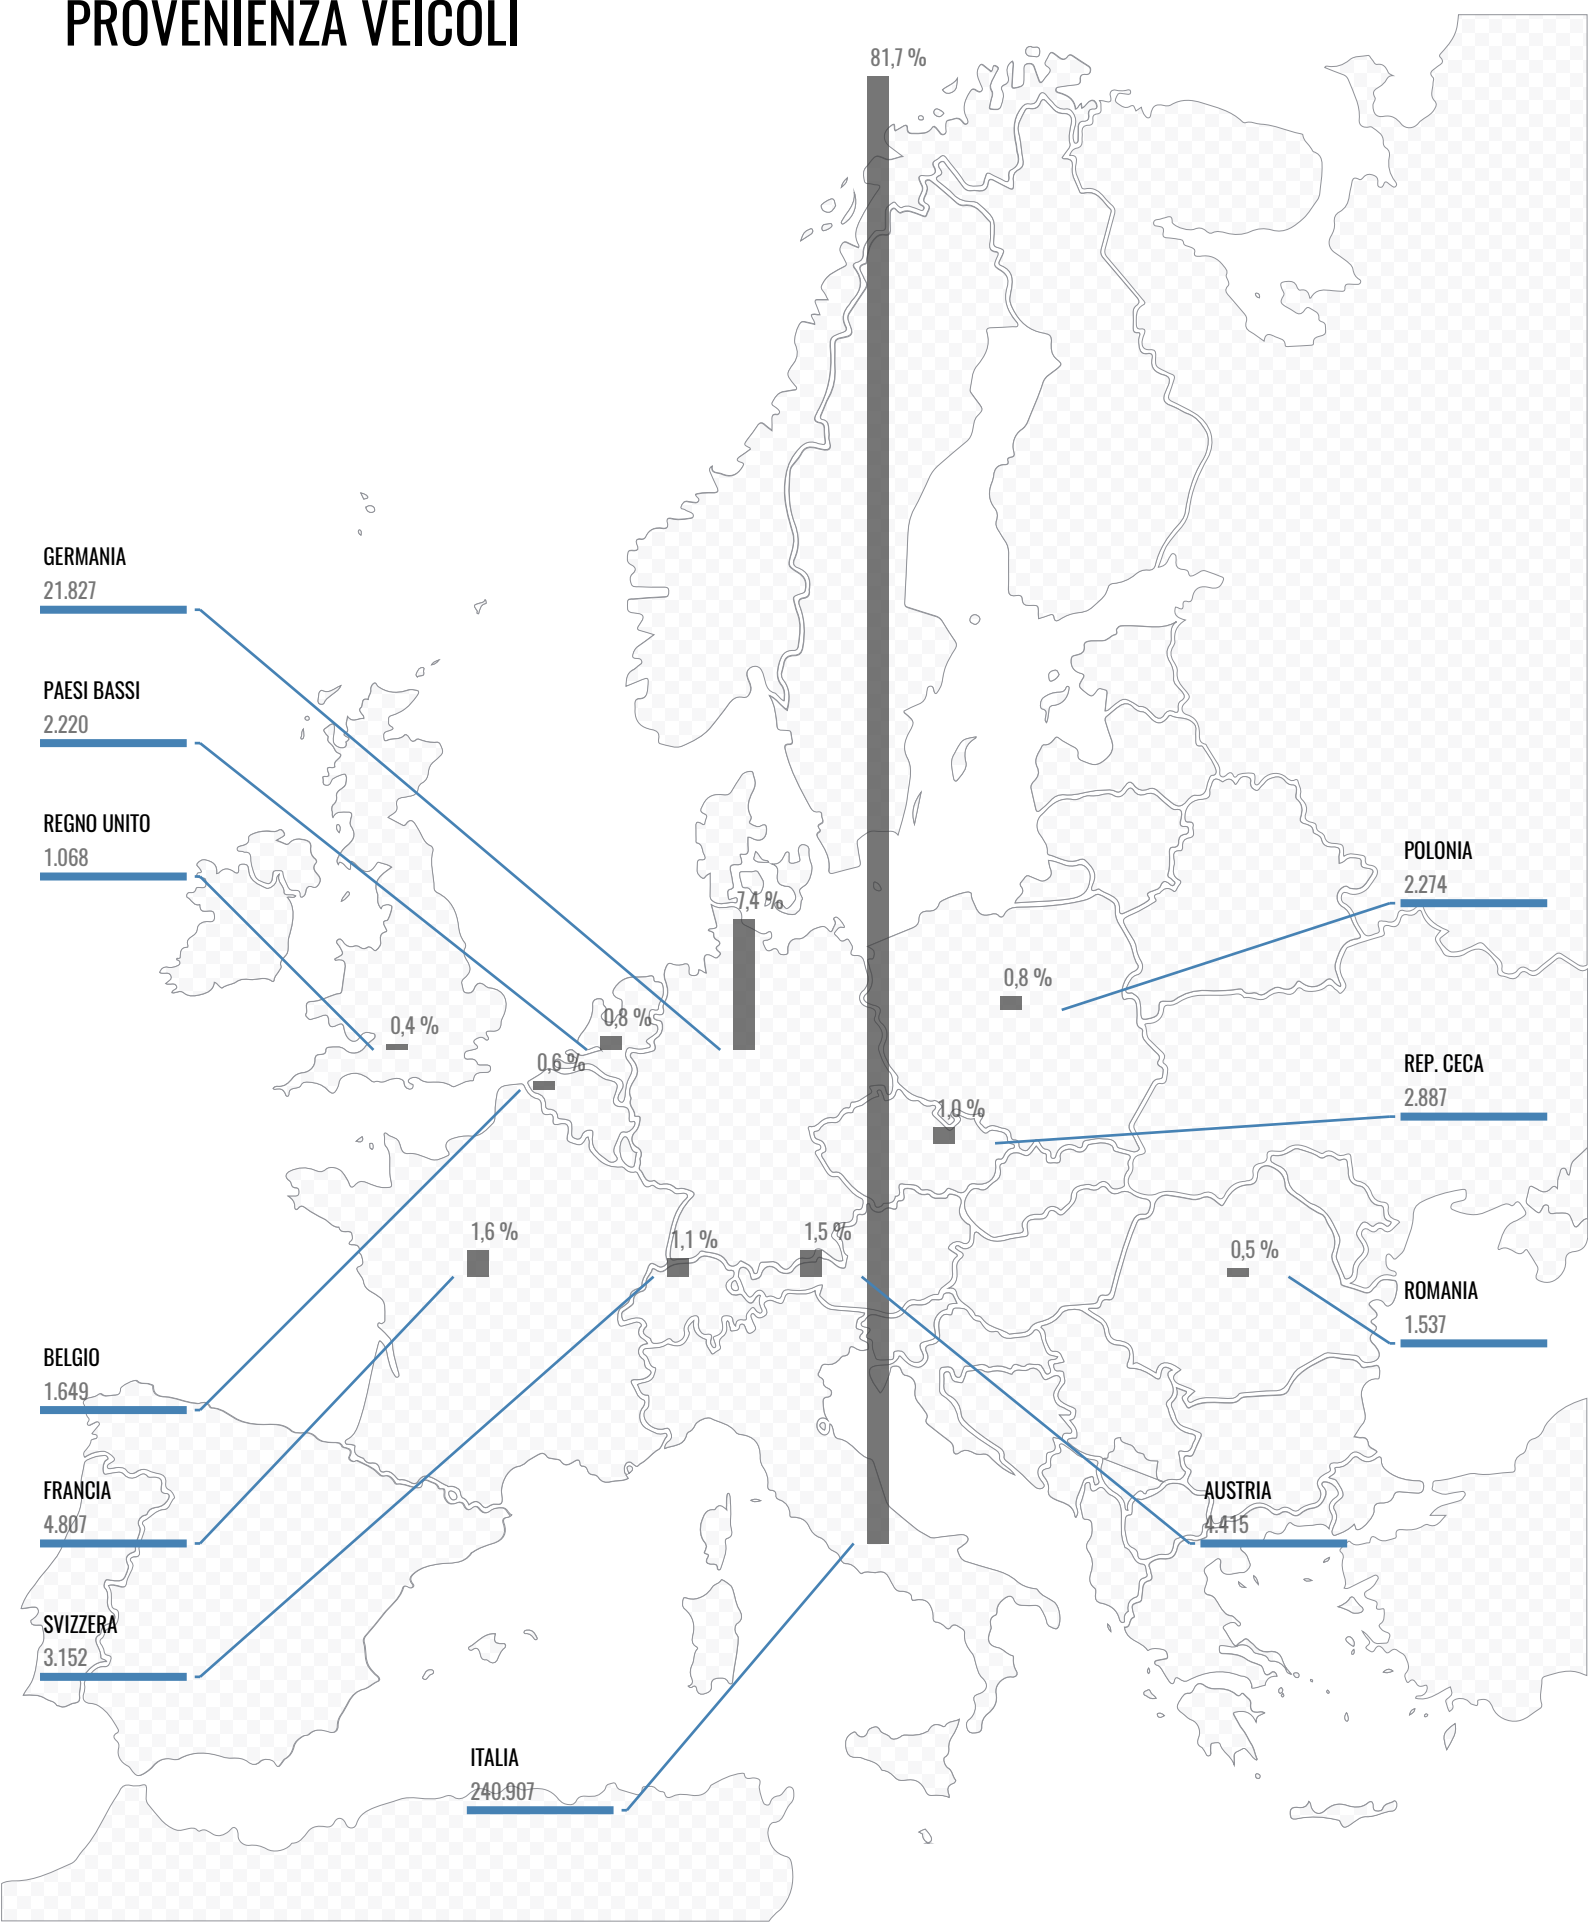 PROVENIENZA VEICOLI
81,7 %
GERMANIA
21.827
PAESI BASSI
2.220
REGNO UNITO
1.068
POLONIA
2.274
7,4 %
0,8 %
0,4 %
0,8 %
0,6 %
REP. CECA
2.887
1,0 %
1,6 %
1,1 %
1,5 %
0,5 %
ROMANIA
1.537
BELGIO
1.649
FRANCIA
4.807
AUSTRIA
4.415
SVIZZERA
3.152
ITALIA
240.907